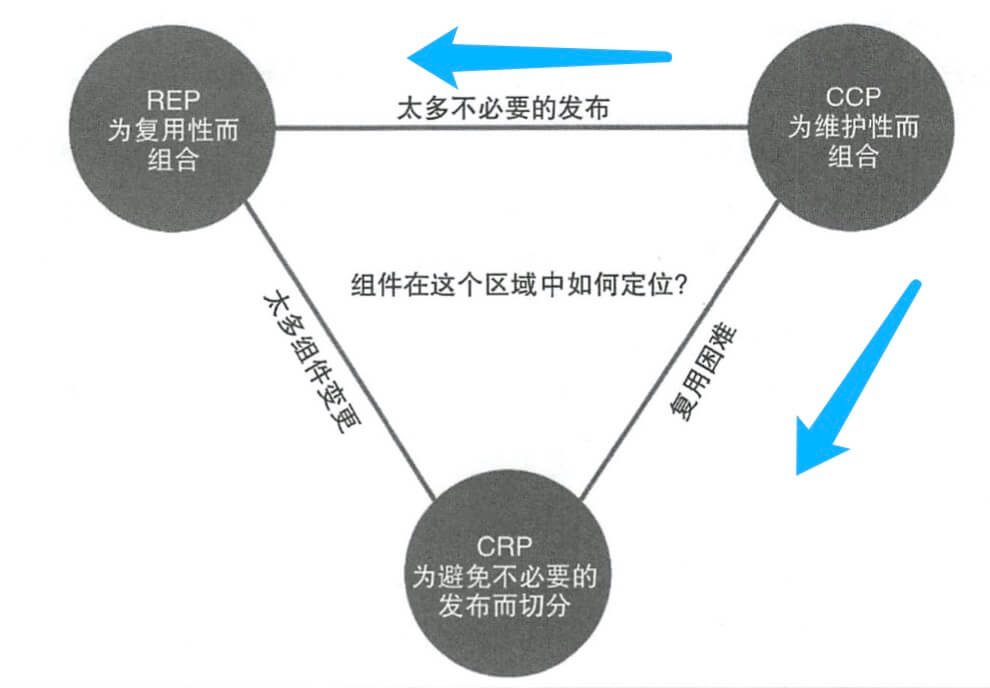 REP
为复用性而
组合
太多不必要的发布
CCP
为维护性而
组合
组件在这个区域中如何定位?
太多组件变更
复用困难
CRP
为避免不必要的
发布而切分